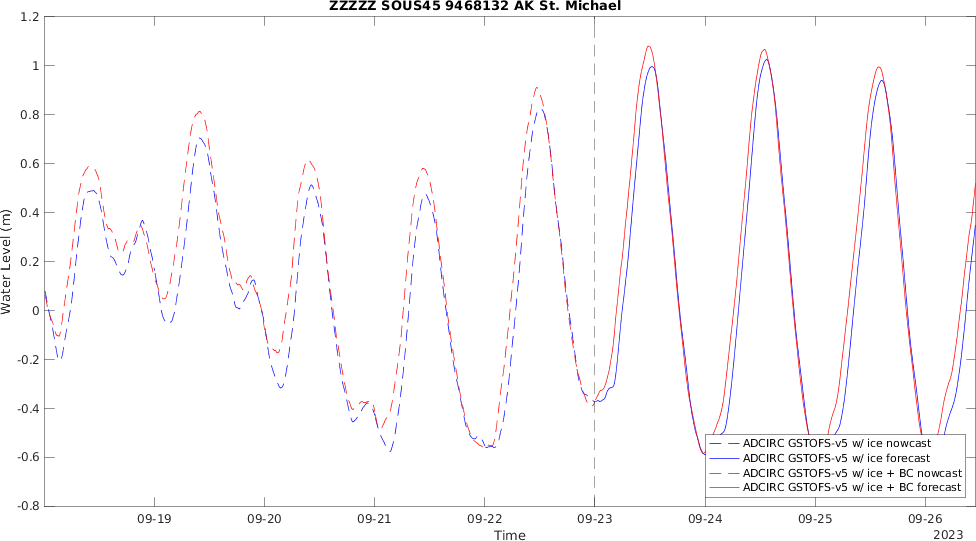 ZZZZZ SOUS45 9468132 AK St. Michael
1.2
1
0.8
0.6
0.4
0.2
0
-0.2
-0.4
-0.6
-0.8
Water Level (m)
ADCIRC GSTOFS-v5 w/ ice nowcast
ADCIRC GSTOFS-v5 w/ ice forecast
ADCIRC GSTOFS-v5 w/ ice + BC nowcast
ADCIRC GSTOFS-v5 w/ ice + BC forecast
09-19 09-20 09-21 09-22 09-23 09-24 09-25 09-26
Time
2023